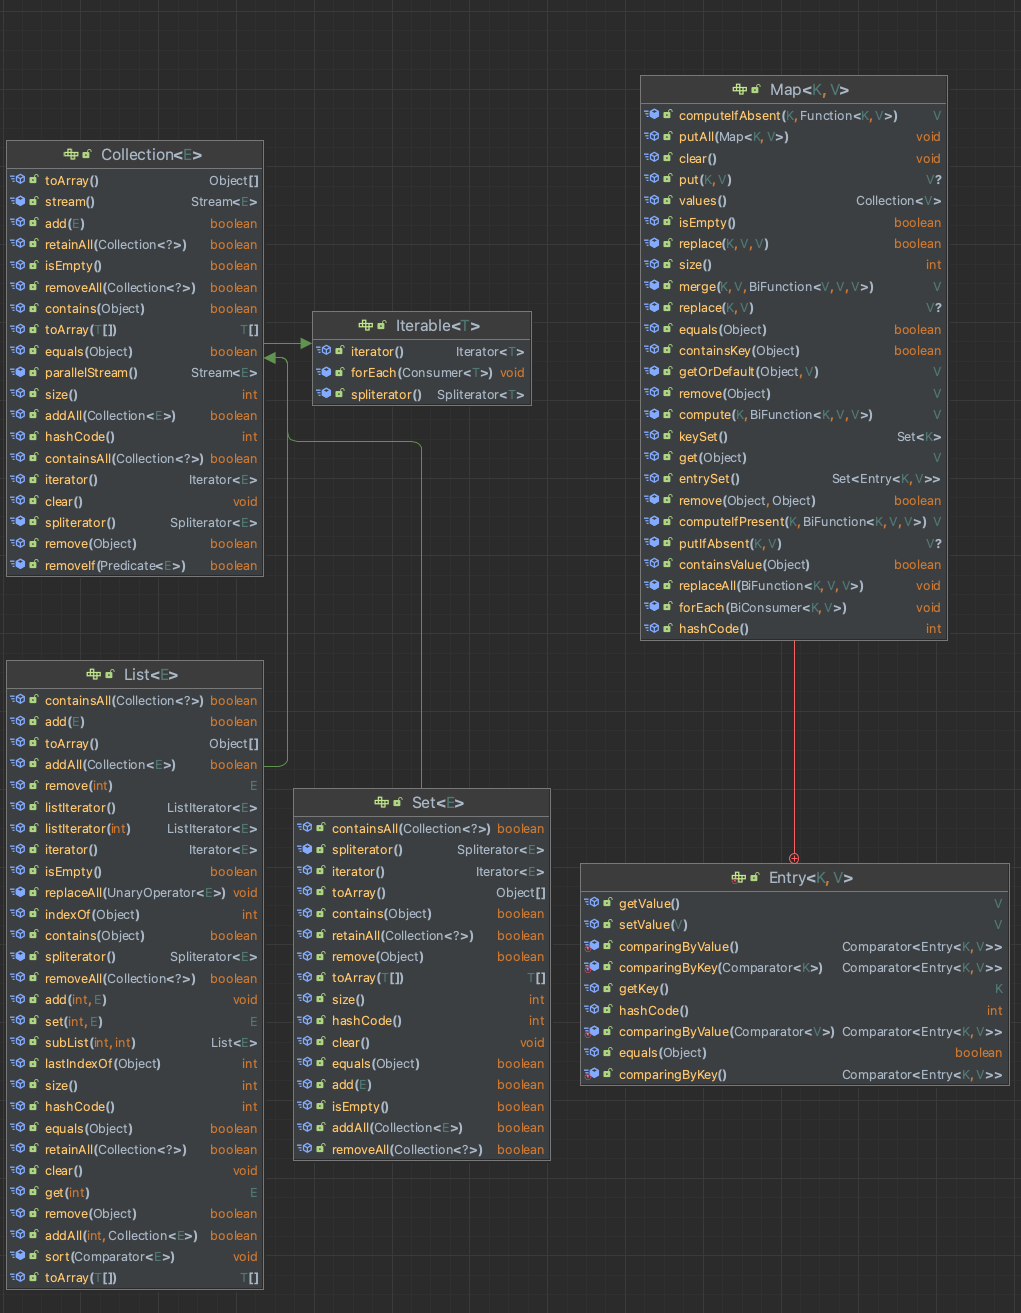 Collection<E>
toArray() Object[]
stream() Stream<E>
add(E) boolean
retainAll(Collection<?>) boolean
isEmpty() boolean
removeAll(Collection<?>) boolean
contains(Object) boolean
toArray(T[]) T[]
equals(Object) boolean
parallelStream() Stream<E>
size() int
addAll(Collection<E>) boolean
hashCode() int
containsAll(Collection<?>) boolean
iterator() Iterator<E>
clear() void
spliterator() Spliterator<E>
remove(Object) boolean
removeIf(Predicate<E>) boolean
Iterable<T>
iterator() Iterator<T>
forEach(Consumer<T>) void
spliterator() Spliterator<T>
Map<K, V>
computeIfAbsent(K, Function<K, V>) V
putAll(Map<K, V>) void
clear() void
put(K, V) V?
values() Collection<V>
isEmpty() boolean
replace(K, V, V) boolean
size() int
merge(K, V, BiFunction<V, V, V>) V
replace(K, V) V?
equals(Object) boolean
containsKey(Object) boolean
getOrDefault(Object, V) V
remove(Object) V
compute(K, BiFunction<K, V, V>) V
keySet() Set<K>
get(Object) V
entrySet() Set<Entry<K, V>>
remove(Object, Object) boolean
computeIfPresent(K, BiFunction<K, V, V>) V
putIfAbsent(K, V) V?
containsValue(Object) boolean
replaceAll(BiFunction<K, V, V>) void
forEach(BiConsumer<K, V>) void
hashCode() int
List<E>
containsAll(Collection<?>) boolean
add(E) boolean
toArray() Object[]
addAll(Collection<E>) boolean
remove(int) E
listIterator() ListIterator<E>
listIterator(int) ListIterator<E>
iterator() Iterator<E>
isEmpty() boolean
replaceAll(UnaryOperator<E>) void
indexOf(Object) int
contains(Object) boolean
spliterator() Spliterator<E>
removeAll(Collection<?>) boolean
add(int, E) void
set(int, E) E
subList(int, int) List<E>
lastIndexOf(Object) int
size() int
hashCode() int
equals(Object) boolean
retainAll(Collection<?>) boolean
clear() void
get(int) E
remove(Object) boolean
addAll(int, Collection<E>) boolean
sort(Comparator<E>) void
toArray(T[]) T[]
Set<E>
containsAll(Collection<?>) boolean
spliterator() Spliterator<E>
iterator() Iterator<E>
toArray() Object[]
contains(Object) boolean
retainAll(Collection<?>) boolean
remove(Object) boolean
toArray(T[]) T[]
size() int
hashCode() int
clear() void
equals(Object) boolean
add(E) boolean
isEmpty() boolean
addAll(Collection<E>) boolean
removeAll(Collection<?>) boolean
Entry<K, V>
getValue() V
setValue(V) V
comparingByValue() Comparator<Entry<K, V>>
comparingByKey(Comparator<K>) Comparator<Entry<K, V>>
getKey() K
hashCode() int
comparingByValue(Comparator<V>) Comparator<Entry<K, V>>
equals(Object) boolean
comparingByKey() Comparator<Entry<K, V>>